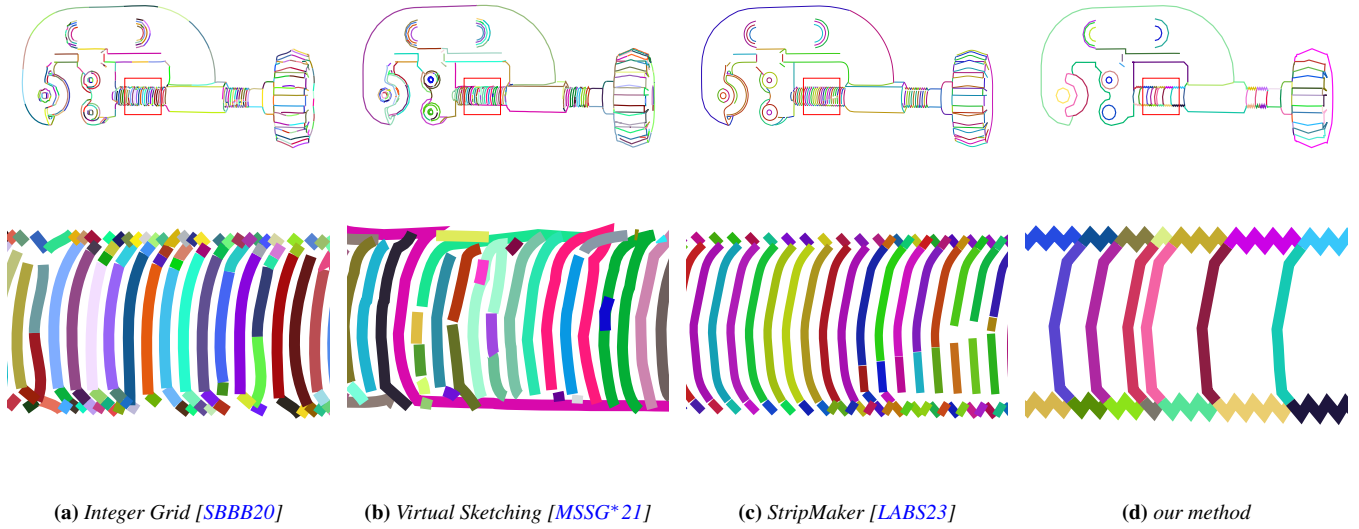 (a) Integer Grid [SBBB20]
(b) Virtual Sketching [MSSG*21]
(c) StripMaker [LABS23]
(d) our method